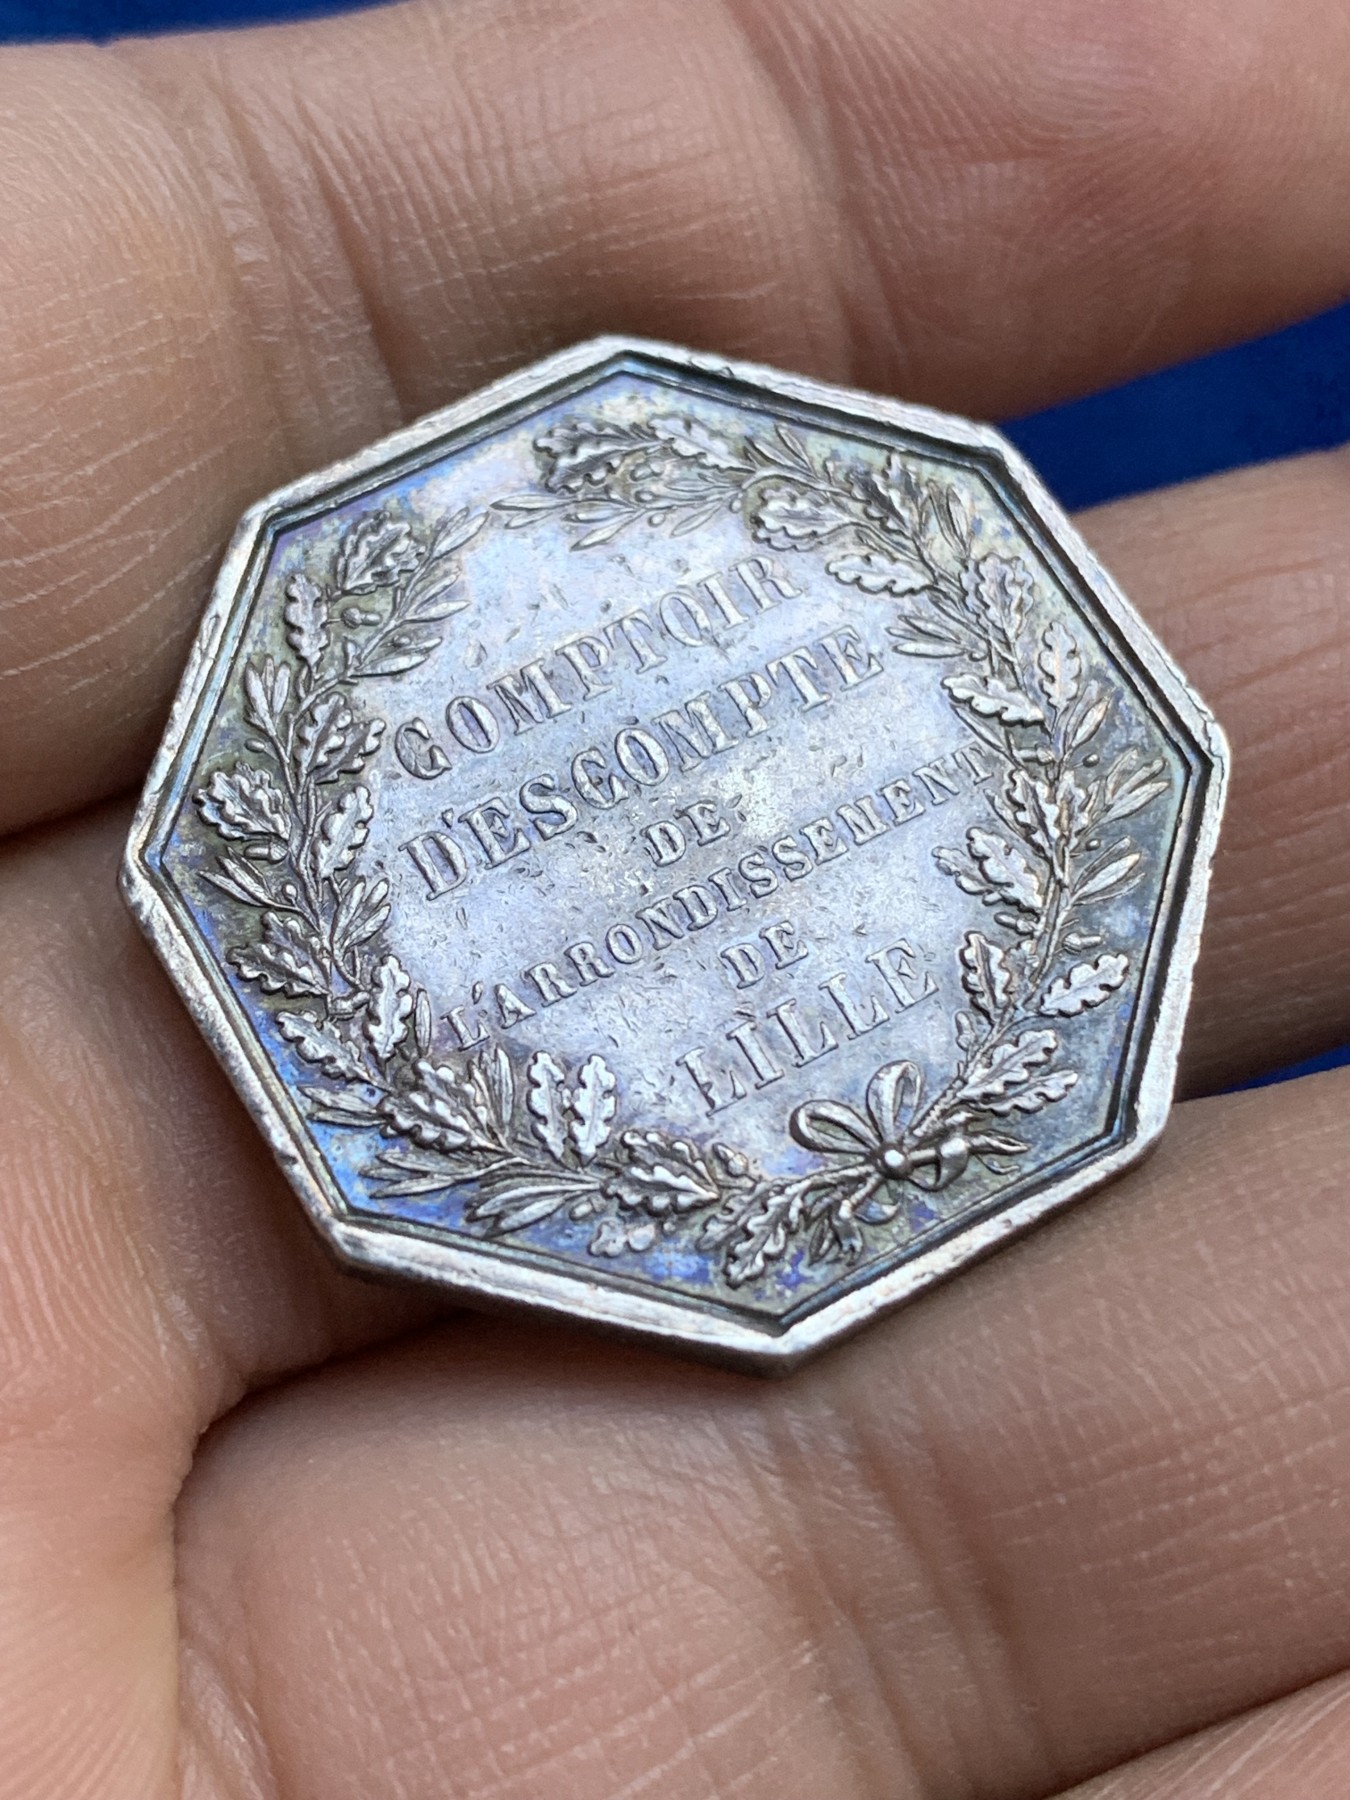 COMPTOIR
D'ESCOMPTE
DE
L'ARRONDISSEMENT
DE
LILLE